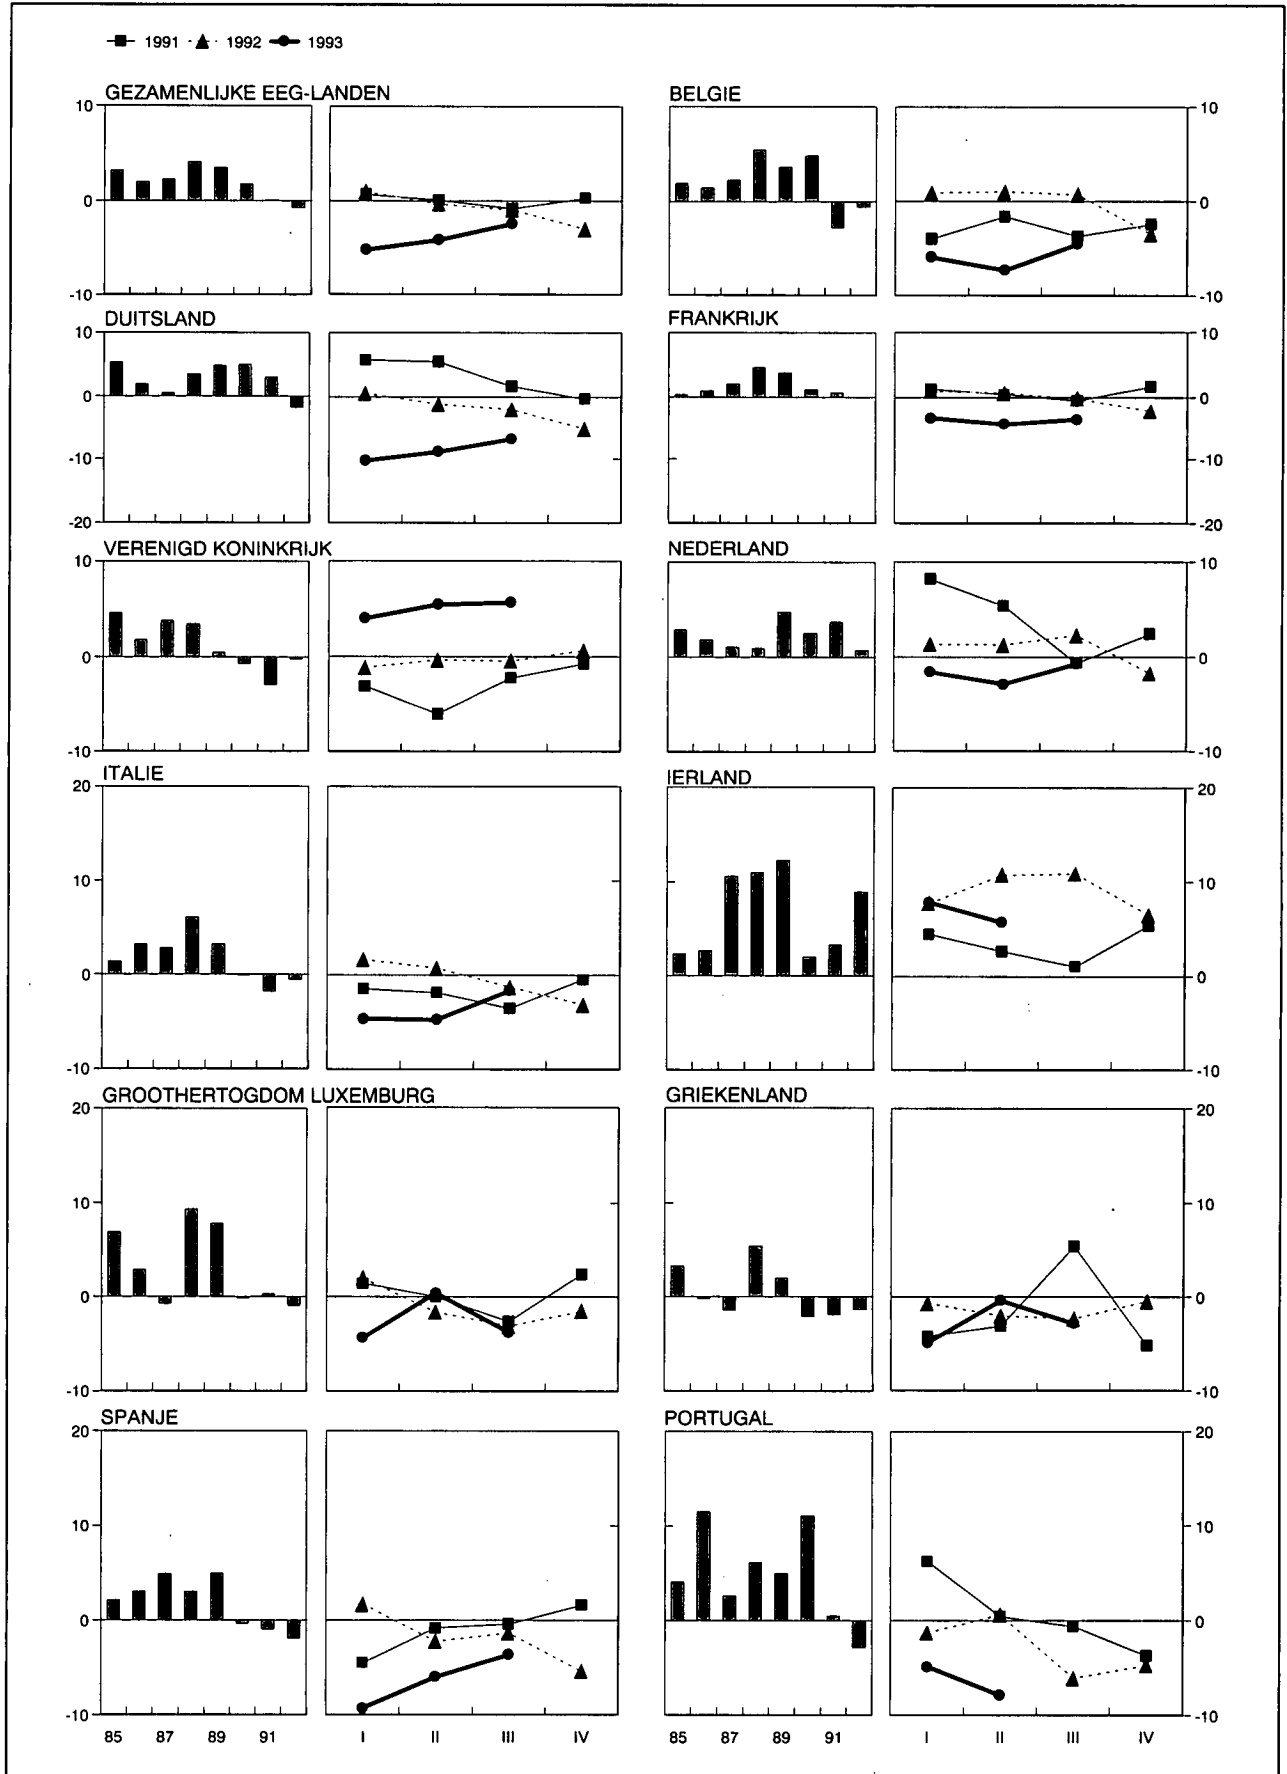 1991 1992 1993
GEZAMENLIJKE EEG-LANDEN BELGIE
10 10
0 0
-10 -10
DUITSLAND FRANKRIJK
10 10
0 0
-10 -10
-20 -20
VERENIGD KONINKRIJK NEDERLAND
10 10
0 0
-10 -10
ITALIE IERLAND
20 20
10 10
0 0
-10 -10
GROOTHERTOGDOM LUXEMBURG GRIEKENLAND
20 20
10 10
0 0
-10 -10
SPANJE PORTUGAL
20 20
10 10
0 0
-10 -10
85 87 89 91 I II III IV 85 87 89 91 I II III IV